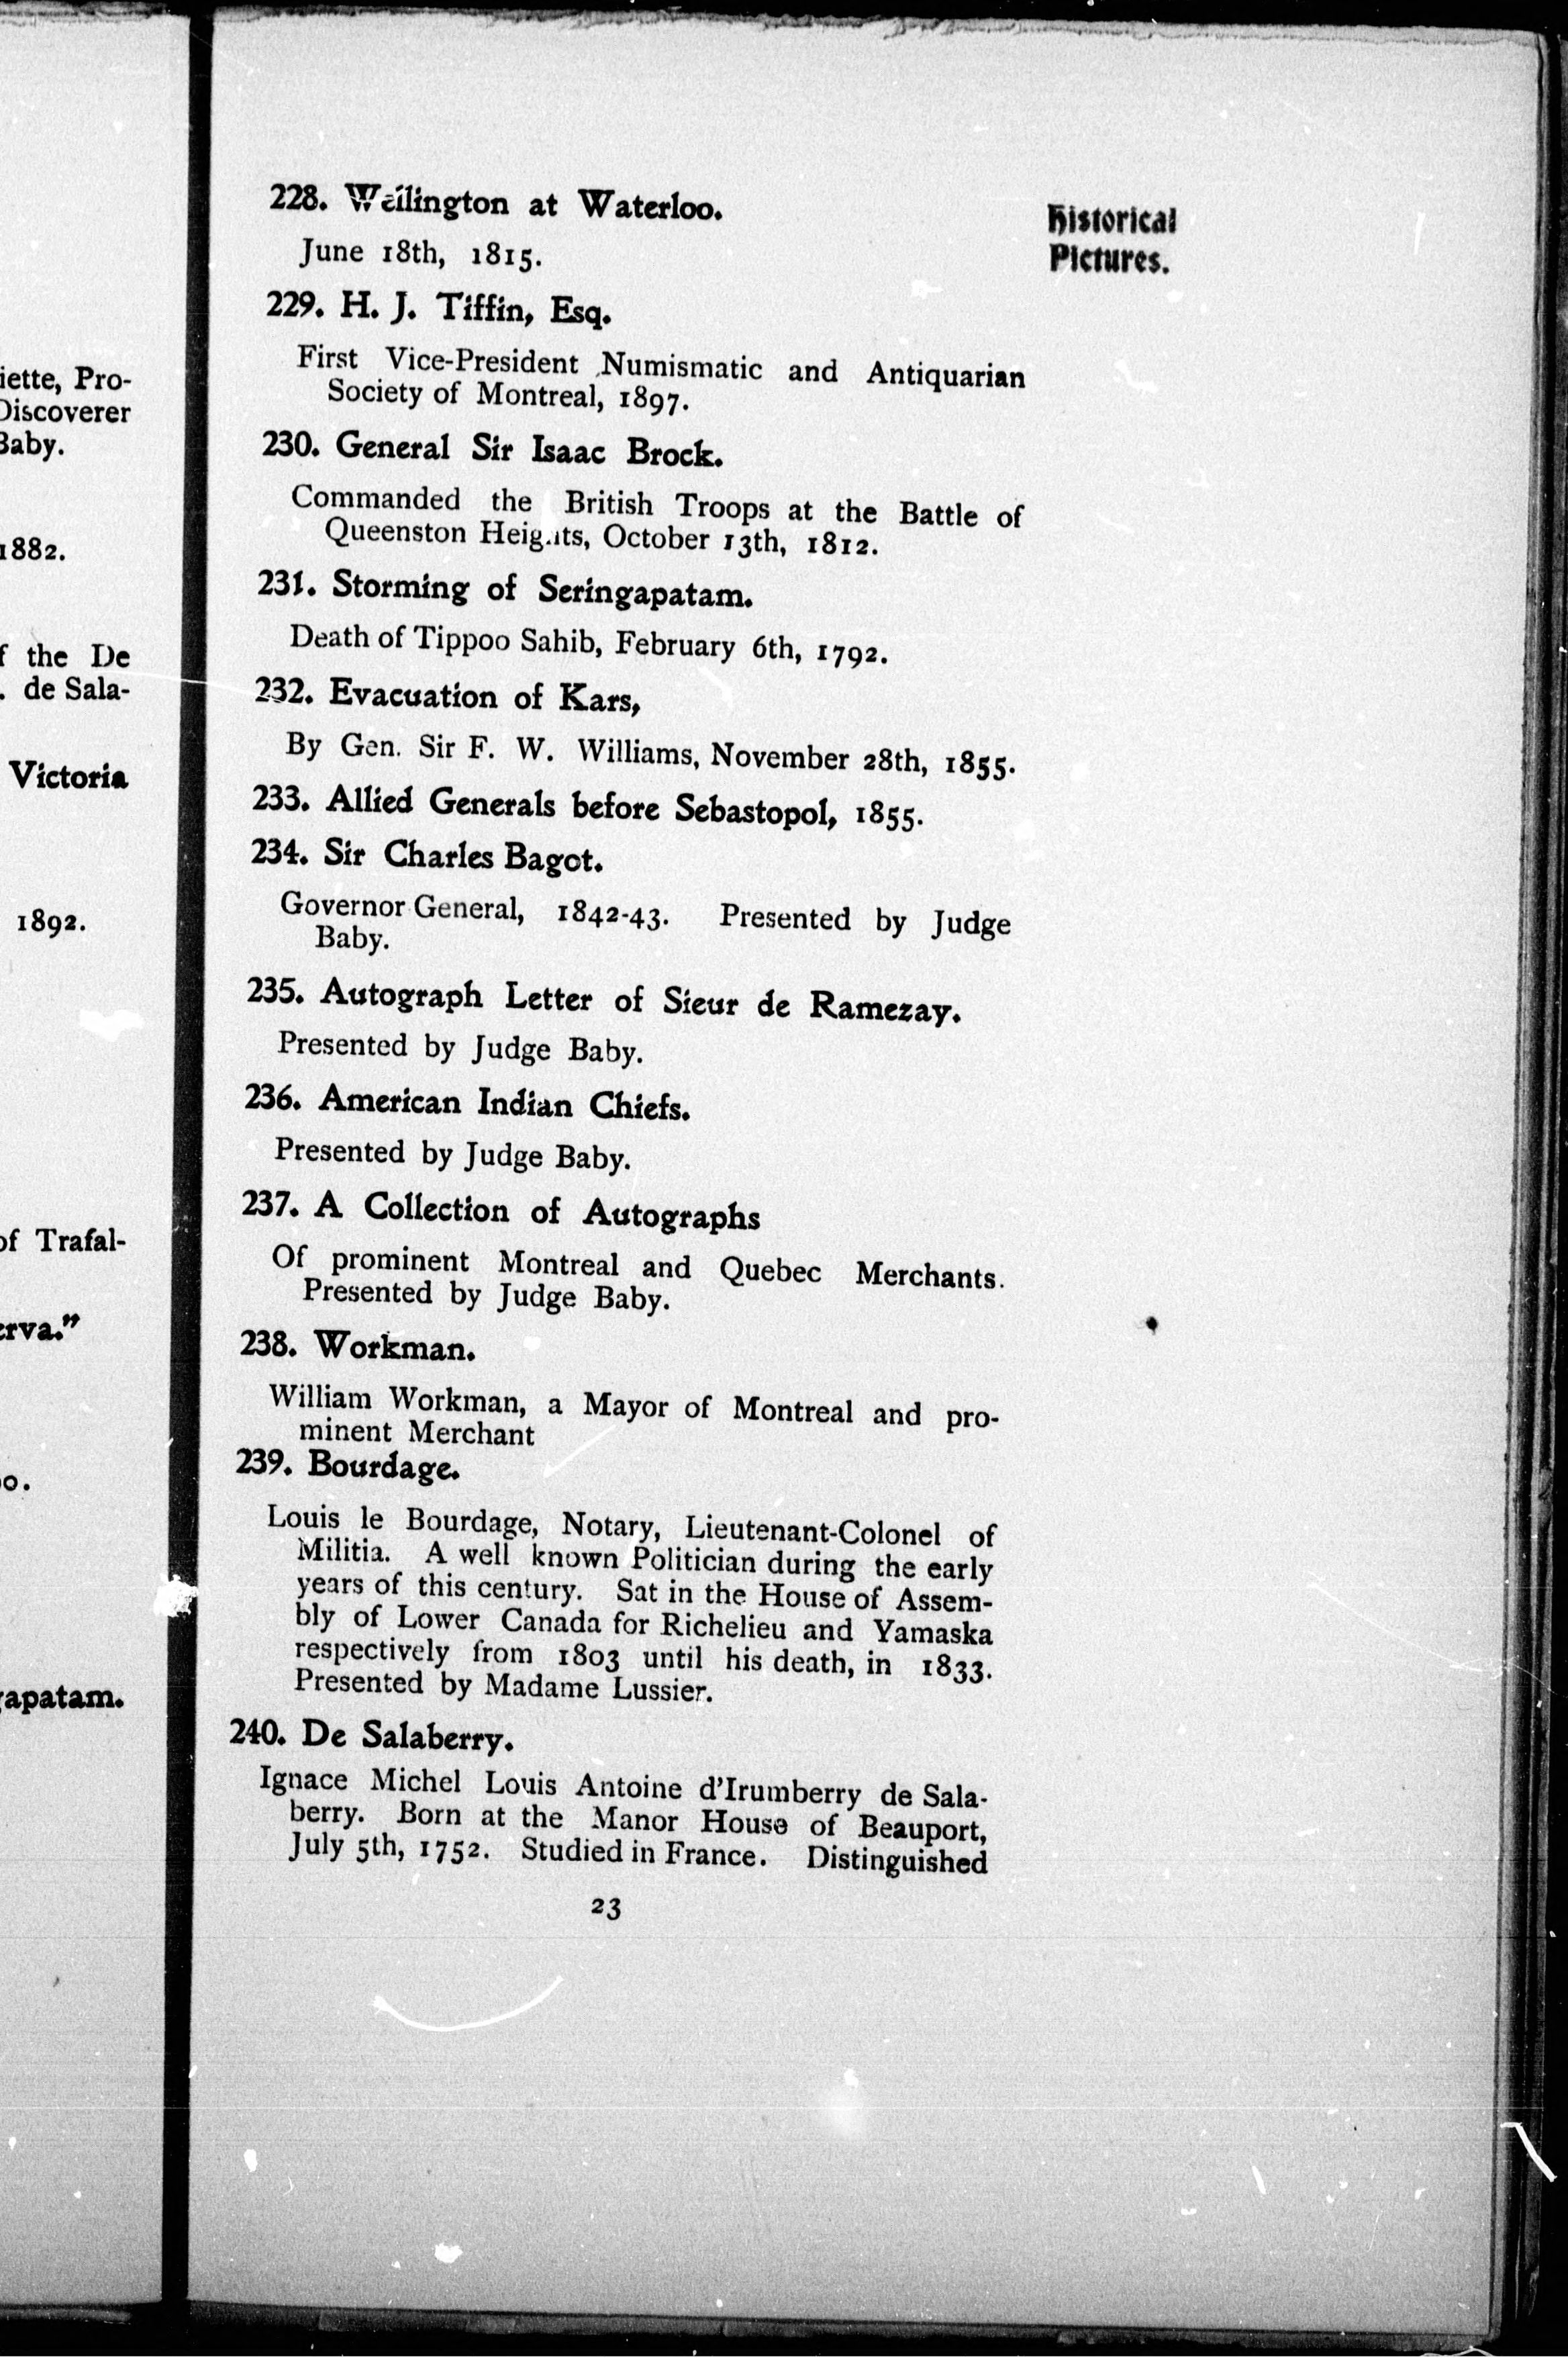 iette, Pro-
Discoverer
Baby.
1882.
f the De
. de Sala-
Victoria
1892.
of Trafal-
erva."
o.
gapatam.
Historical
Pictures.
228. Wellington at Waterloo.
June 18th, 1815.
229. H. J. Tiffin, Esq.
First Vice-President Numismatic and Antiquarian
Society of Montreal, 1897.
230. General Sir Isaac Brock.
Commanded the British Troops at the Battle of
Queenston Heights, October 13th, 1812.
231. Storming of Seringapatam.
Death of Tippoo Sahib, February 6th, 1792.
232. Evacuation of Kars,
By Gen. Sir F. W. Williams, November 28th, 1855.
233. Allied Generals before Sebastopol, 1855.
234. Sir Charles Bagot.
Governor General, 1842-43. Presented by Judge
Baby.
235. Autograph Letter of Sieur de Ramezay.
Presented by Judge Baby.
236. American Indian Chiefs.
Presented by Judge Baby.
237. A Collection of Autographs
Of prominent Montreal and Quebec Merchants.
Presented by Judge Baby.
238. Workman.
William Workman, a Mayor of Montreal and pro-
minent Merchant
239. Bourdage.
Louis le Bourdage, Notary, Lieutenant-Colonel of
Militia. A well known Politician during the early
years of this century. Sat in the House of Assem-
bly of Lower Canada for Richelieu and Yamaska
respectively from 1803 until his death, in 1833.
Presented by Madame Lussier.
240. De Salaberry.
Ignace Michel Louis Antoine d'Irumberry de Sala-
berry. Born at the Manor House of Beauport,
July 5th, 1752. Studied in France. Distinguished
23